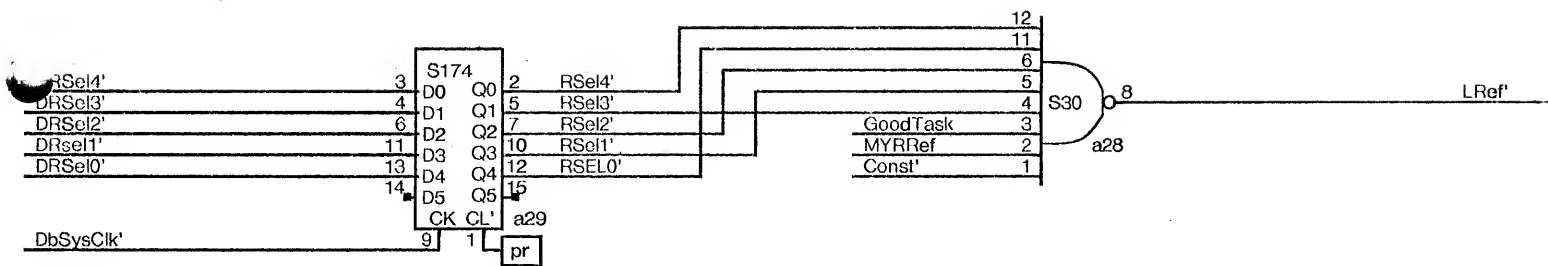 12
11
6
5
4
GoodTask 3
MYRRef 2
Const' 1
S30
8 LRef'
a28
S174
RSel4' 3 D0 Q0 2 RSel4'
DRSel3' 4 D1 Q1 5 RSel3'
DRSel2' 6 D2 Q2 7 RSel2'
DRsel1' 11 D3 Q3 10 RSel1'
DRSel0' 13 D4 Q4 12 RSEL0'
14 D5 Q5 15
CK CL' a29
DbSysClk' 9 1 pr